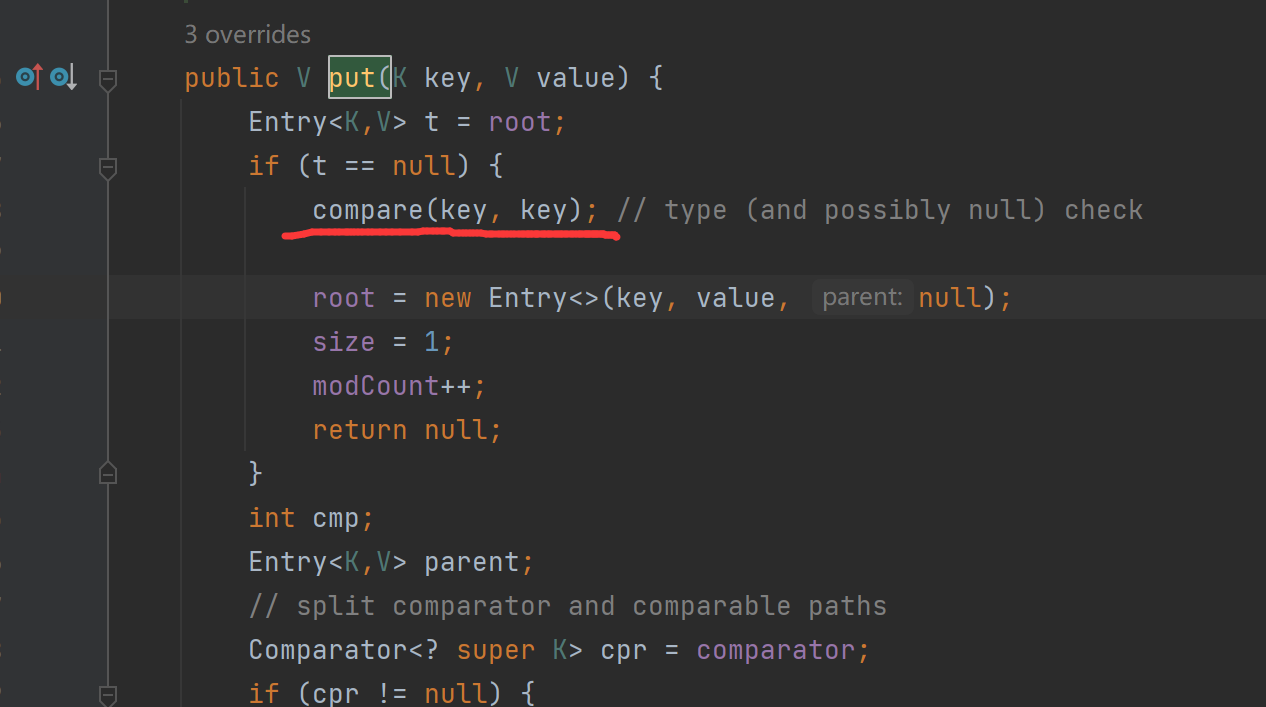 3 overrides
public V put(K key, V value) {
Entry<K,V> t = root;
if (t == null) {
compare(key, key); // type (and possibly null) check
root = new Entry<>(key, value, parent: null);
size = 1;
modCount++;
return null;
}
int cmp;
Entry<K,V> parent;
// split comparator and comparable paths
Comparator<? super K> cpr = comparator;
if (cpr != null) {